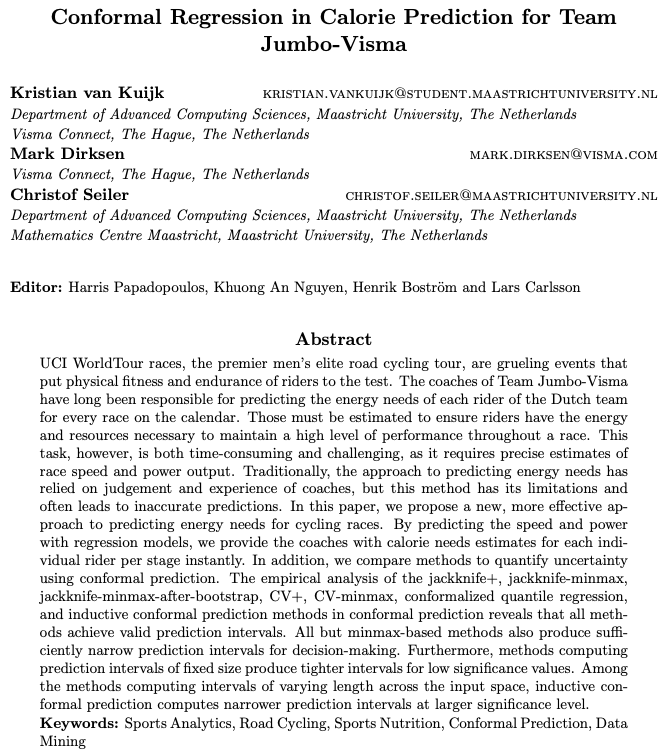 Conformal Regression in Calorie Prediction for Team
Jumbo-Visma
Kristian van Kuijk KRISTIAN.VANKUIJK@STUDENT.MAASTRICHTUNIVERSITY.NL
Department of Advanced Computing Sciences, Maastricht University, The Netherlands
Visma Connect, The Hague, The Netherlands
Mark Dirksen MARK.DIRKSEN@VISMA.COM
Visma Connect, The Hague, The Netherlands
Christof Seiler CHRISTOF.SEILER@MAASTRICHTUNIVERSITY.NL
Department of Advanced Computing Sciences, Maastricht University, The Netherlands
Mathematics Centre Maastricht, Maastricht University, The Netherlands
Editor: Harris Papadopoulos, Khuong An Nguyen, Henrik Boström and Lars Carlsson
Abstract
UCI WorldTour races, the premier men's elite road cycling tour, are grueling events that
put physical fitness and endurance of riders to the test. The coaches of Team Jumbo-Visma
have long been responsible for predicting the energy needs of each rider of the Dutch team
for every race on the calendar. Those must be estimated to ensure riders have the energy
and resources necessary to maintain a high level of performance throughout a race. This
task, however, is both time-consuming and challenging, as it requires precise estimates of
race speed and power output. Traditionally, the approach to predicting energy needs has
relied on judgement and experience of coaches, but this method has its limitations and
often leads to inaccurate predictions. In this paper, we propose a new, more effective ap-
proach to predicting energy needs for cycling races. By predicting the speed and power
with regression models, we provide the coaches with calorie needs estimates for each indi-
vidual rider per stage instantly. In addition, we compare methods to quantify uncertainty
using conformal prediction. The empirical analysis of the jackknife+, jackknife-minmax,
jackknife-minmax-after-bootstrap, CV+, CV-minmax, conformalized quantile regression,
and inductive conformal prediction methods in conformal prediction reveals that all meth-
ods achieve valid prediction intervals. All but minmax-based methods also produce suffi-
ciently narrow prediction intervals for decision-making. Furthermore, methods computing
prediction intervals of fixed size produce tighter intervals for low significance values. Among
the methods computing intervals of varying length across the input space, inductive con-
formal prediction computes narrower prediction intervals at larger significance level.
Keywords: Sports Analytics, Road Cycling, Sports Nutrition, Conformal Prediction, Data
Mining